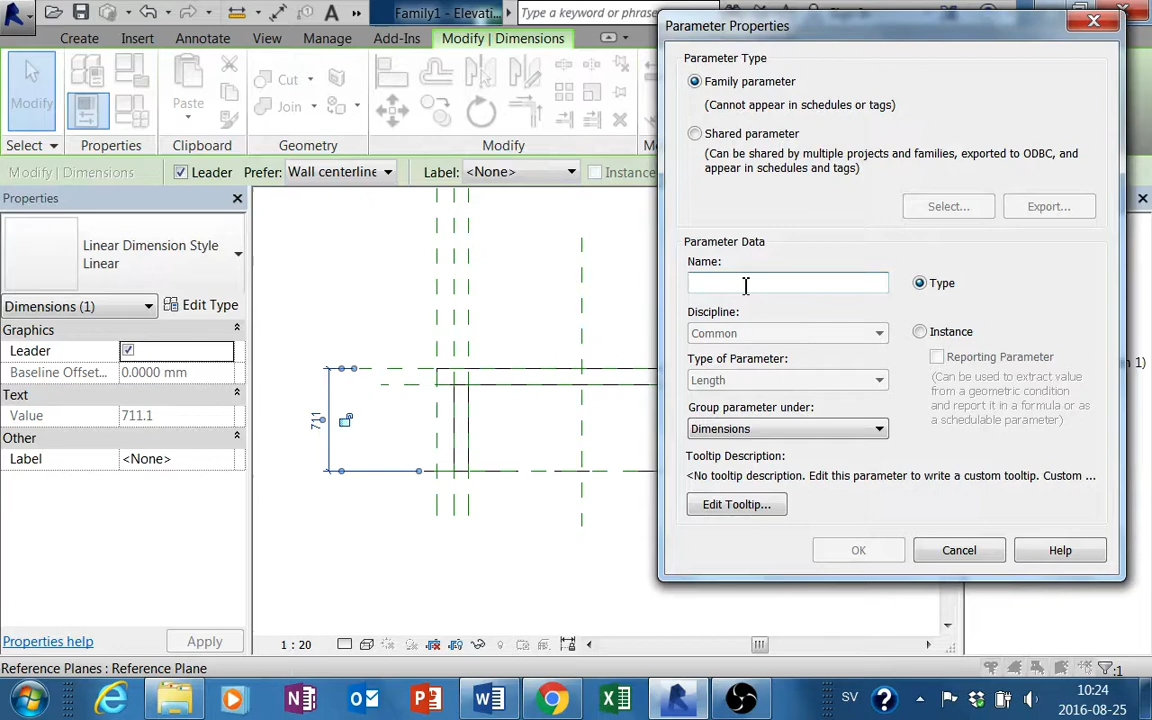 Family1 - Elevati...
Type a keyword or phrase
Create
Insert
Annotate
View
Manage
Add-Ins
Modify | Dimensions
Modify
Select
Properties
Paste
Clipboard
Cut
Join
Geometry
Modify
Modify | Dimensions
Leader
Prefer:
Wall centerline
Label:
<None>
Instance
Properties
Linear Dimension Style
Linear
Dimensions (1)
Edit Type
Graphics
Leader
Baseline Offset...
0.0000 mm
Text
Value
711.1
Other
Label
<None>
Properties help
Apply
711
1 : 20
Reference Planes : Reference Plane
:1
Parameter Properties
Parameter Type
Family parameter
(Cannot appear in schedules or tags)
Shared parameter
(Can be shared by multiple projects and families, exported to ODBC, and
appear in schedules and tags)
Select...
Export...
Parameter Data
Name:
Type
Discipline:
Common
Instance
Type of Parameter:
Reporting Parameter
Length
(Can be used to extract value
from a geometric condition
and report it in a formula or as
a schedulable parameter)
Group parameter under:
Dimensions
Tooltip Description:
<No tooltip description. Edit this parameter to write a custom tooltip. Custom ...
Edit Tooltip...
OK
Cancel
Help
SV
10:24
2016-08-25